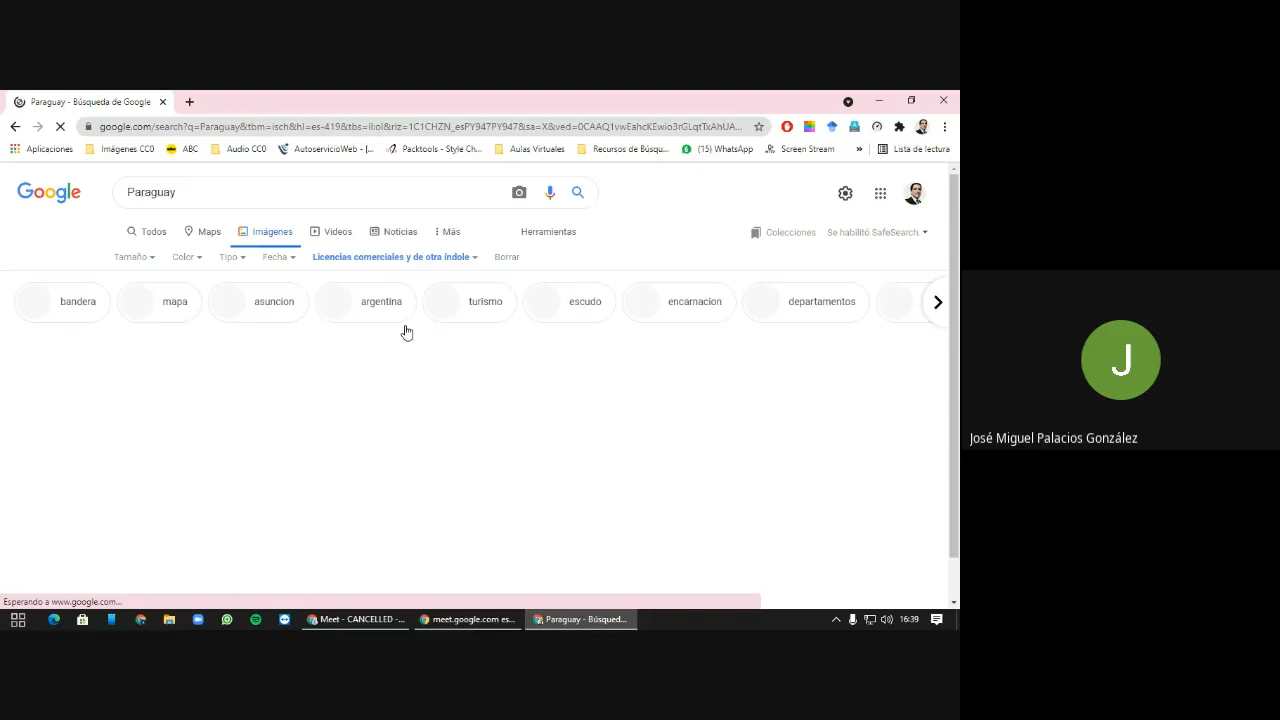 Paraguay - Búsqueda de Google
google.com/search?q=Paraguay&tbm=isch&hl=es-419&tbs=il:ol&rlz=1C1CHZN_esPY947PY947&sa=X&ved=0CAAQ1vwEahcKEwio3rGLqtTxAhUA...
Aplicaciones
Imágenes CC0
ABC
Audio CC0
AutoservicioWeb - [...
Packtools - Style Ch...
Aulas Virtuales
Recursos de Búsqu...
(15) WhatsApp
Screen Stream
»
Lista de lectura
Google
Paraguay
Todos
Maps
Imágenes
Videos
Noticias
Más
Herramientas
Colecciones
Se habilitó SafeSearch.
Tamaño
Color
Tipo
Fecha
Licencias comerciales y de otra índole
Borrar
bandera
mapa
asuncion
argentina
turismo
escudo
encarnacion
departamentos
J
José Miguel Palacios González
Esperando a www.google.com...
Meet - CANCELLED -...
meet.google.com es...
Paraguay - Búsqued...
16:39